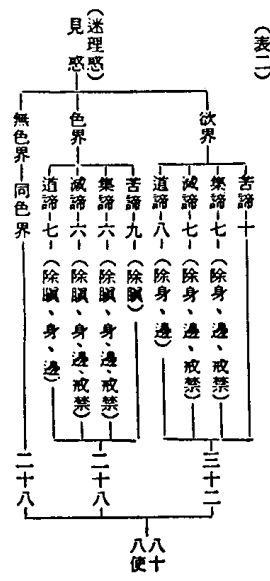 (表二)
(迷理惑)
見惑
欲界
苦諦十
集諦七(除身、邊、戒禁)
滅諦七(除身、邊、戒禁)
道諦八(除身、邊)
三十二
色界
苦諦九(除瞋)
集諦六(除瞋、身、邊、戒禁)
滅諦六(除瞋、身、邊、戒禁)
道諦七(除瞋、身、邊)
二十八
無色界—同色界
二十八
八十
八使